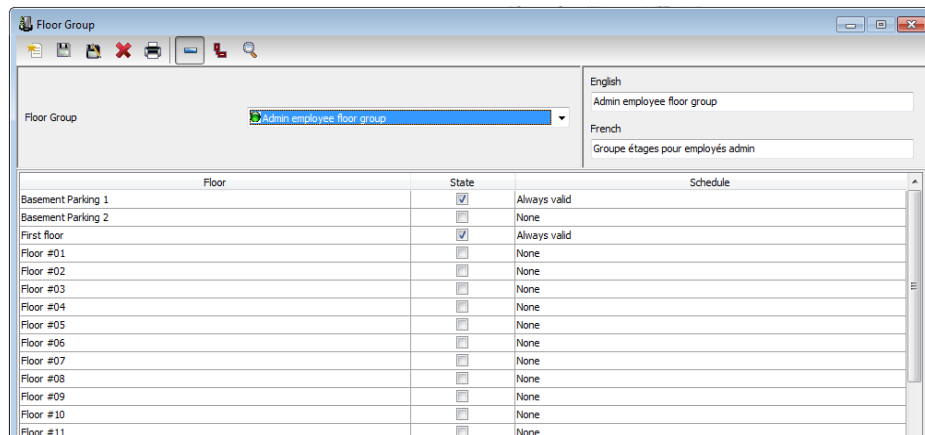 Floor Group
English
Admin employee floor group
Floor Group Admin employee floor group
French
Groupe étages pour employés admin
Floor State Schedule
Basement Parking 1 Always valid
Basement Parking 2 None
First floor Always valid
Floor #01 None
Floor #02 None
Floor #03 None
Floor #04 None
Floor #05 None
Floor #06 None
Floor #07 None
Floor #08 None
Floor #09 None
Floor #10 None
Floor #11 None